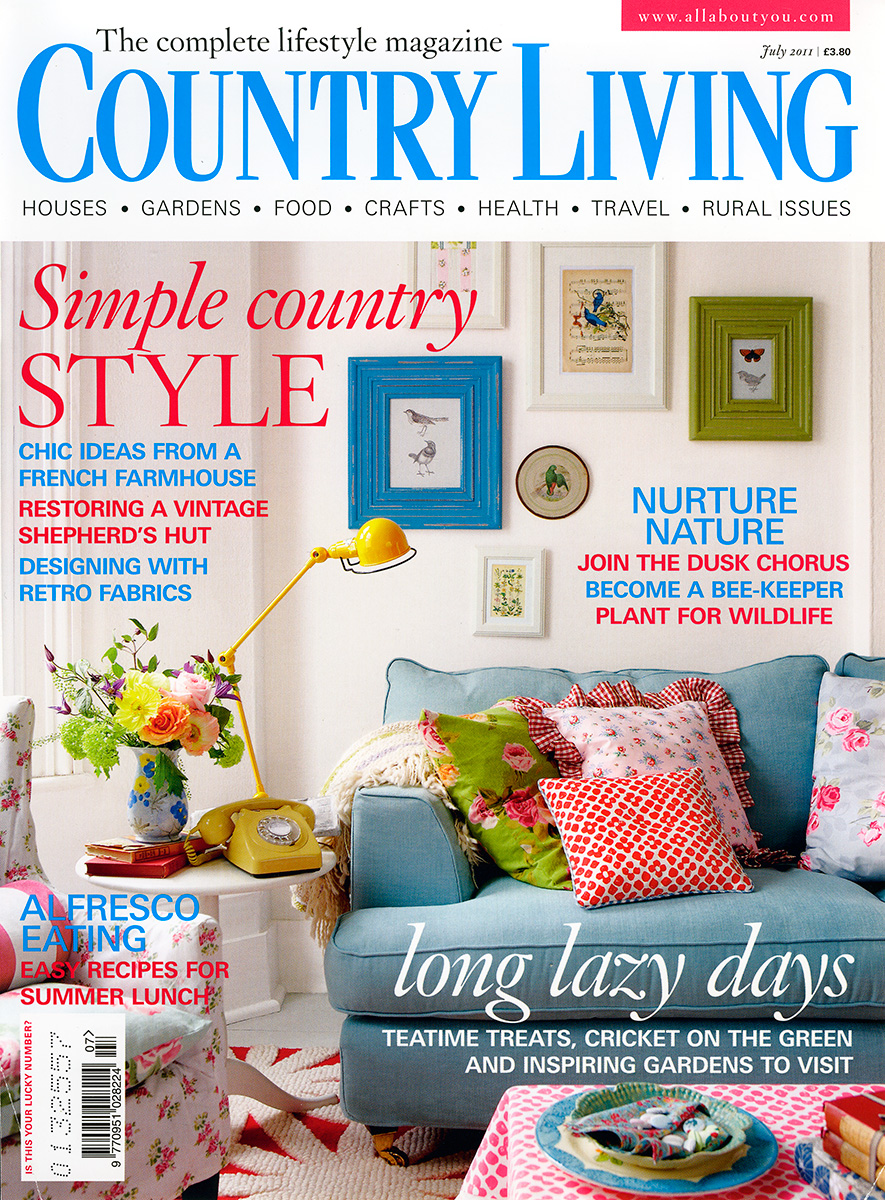 www.allaboutyou.com
The complete lifestyle magazine
July 2011 | £3.80
COUNTRY LIVING
HOUSES • GARDENS • FOOD • CRAFTS • HEALTH • TRAVEL • RURAL ISSUES
Simple country
STYLE
CHIC IDEAS FROM A
FRENCH FARMHOUSE
RESTORING A VINTAGE
SHEPHERD'S HUT
DESIGNING WITH
RETRO FABRICS
NURTURE
NATURE
JOIN THE DUSK CHORUS
BECOME A BEE-KEEPER
PLANT FOR WILDLIFE
ALFRESCO
EATING
EASY RECIPES FOR
SUMMER LUNCH
long lazy days
TEATIME TREATS, CRICKET ON THE GREEN
AND INSPIRING GARDENS TO VISIT
IS THIS YOUR LUCKY NUMBER?
0132557
07>
9 770951 028224